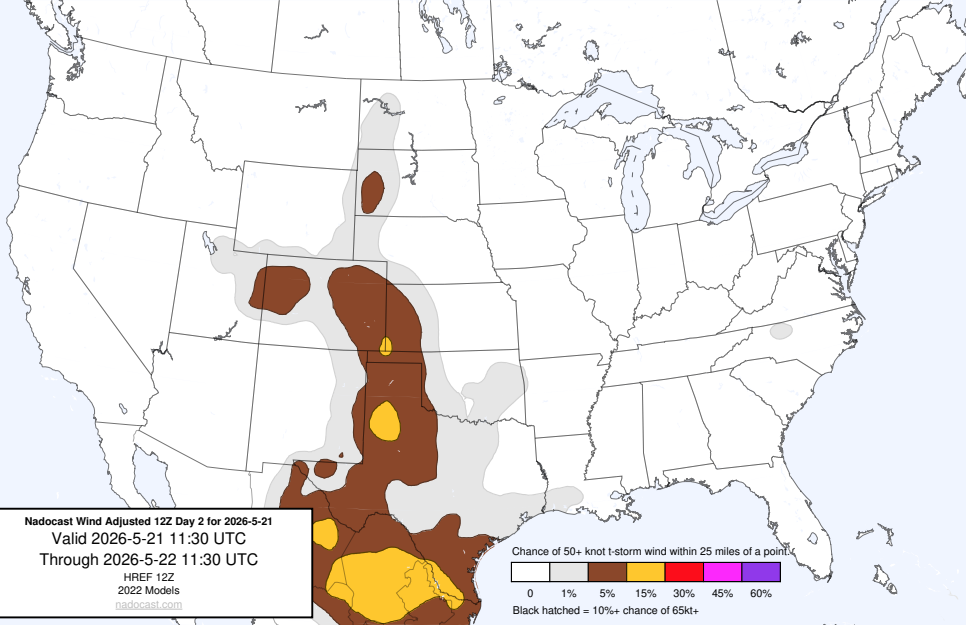 Nadocast Wind Adjusted 12Z Day 2 for 2026-5-21
Valid 2026-5-21 11:30 UTC
Through 2026-5-22 11:30 UTC
HREF 12Z
2022 Models
nadocast.com
Chance of 50+ knot t-storm wind within 25 miles of a point.
0 1% 5% 15% 30% 45% 60%
Black hatched = 10%+ chance of 65kt+